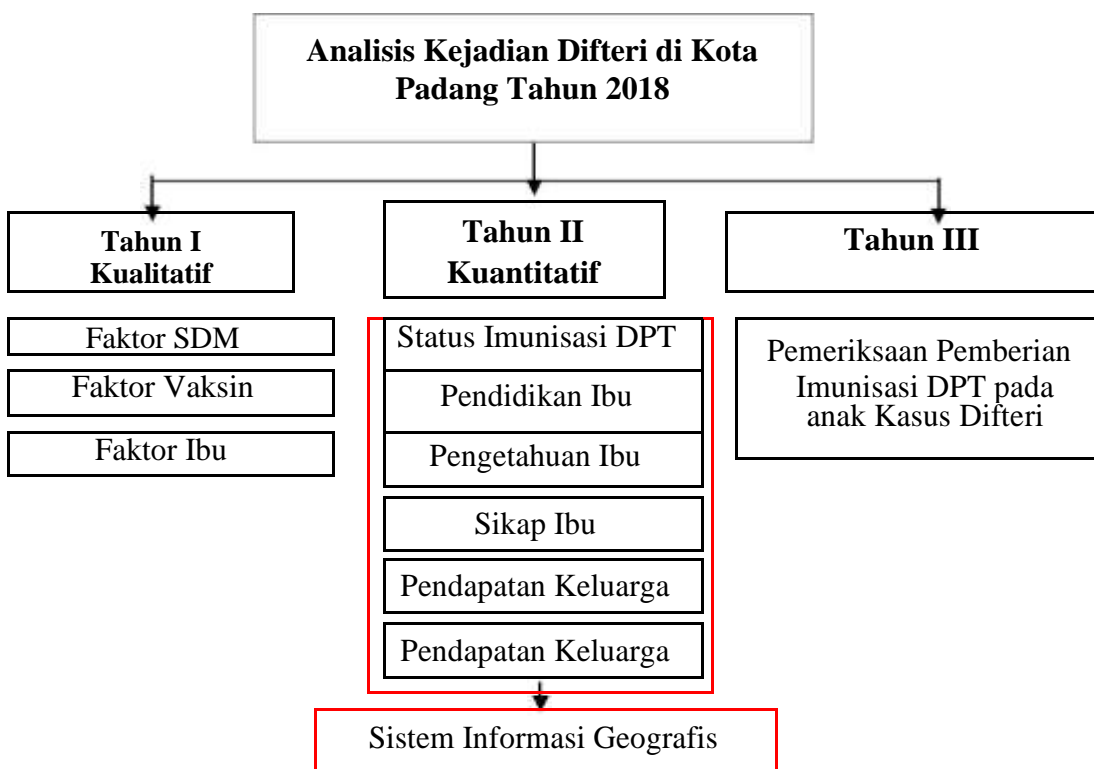 Analisis Kejadian Difteri di Kota
Padang Tahun 2018
Tahun I
Kualitatif
Tahun II
Kuantitatif
Tahun III
Faktor SDM
Faktor Vaksin
Faktor Ibu
Status Imunisasi DPT
Pendidikan Ibu
Pengetahuan Ibu
Sikap Ibu
Pendapatan Keluarga
Pendapatan Keluarga
Pemeriksaan Pemberian
Imunisasi DPT pada
anak Kasus Difteri
Sistem Informasi Geografis